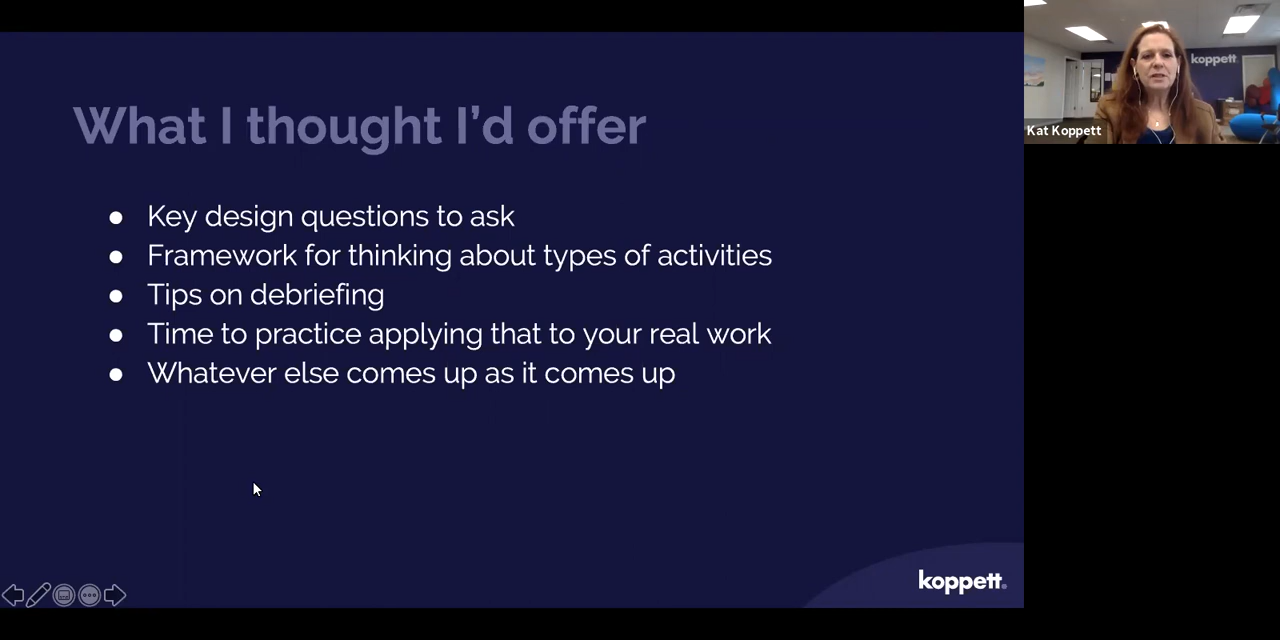 What I thought I'd offer
● Key design questions to ask
● Framework for thinking about types of activities
● Tips on debriefing
● Time to practice applying that to your real work
● Whatever else comes up as it comes up
koppett.
koppett
Kat Koppett